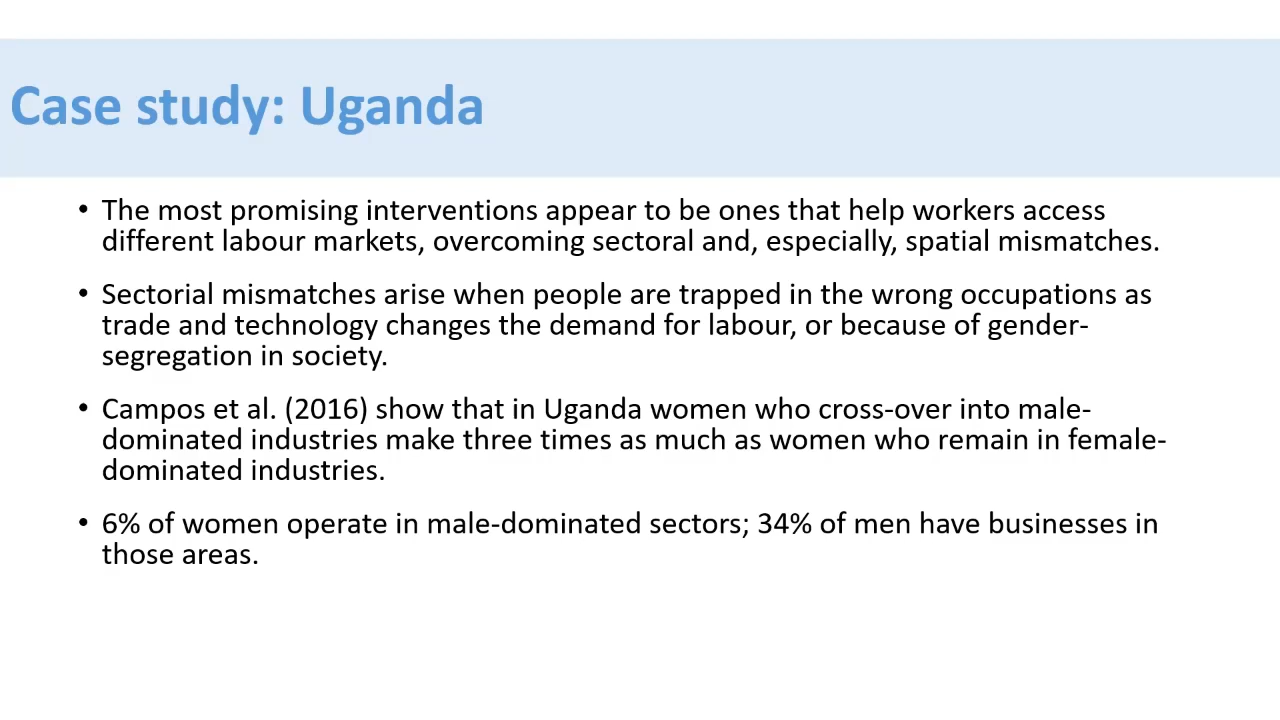 Case study: Uganda
• The most promising interventions appear to be ones that help workers access
different labour markets, overcoming sectoral and, especially, spatial mismatches.
• Sectorial mismatches arise when people are trapped in the wrong occupations as
trade and technology changes the demand for labour, or because of gender-
segregation in society.
• Campos et al. (2016) show that in Uganda women who cross-over into male-
dominated industries make three times as much as women who remain in female-
dominated industries.
• 6% of women operate in male-dominated sectors; 34% of men have businesses in
those areas.